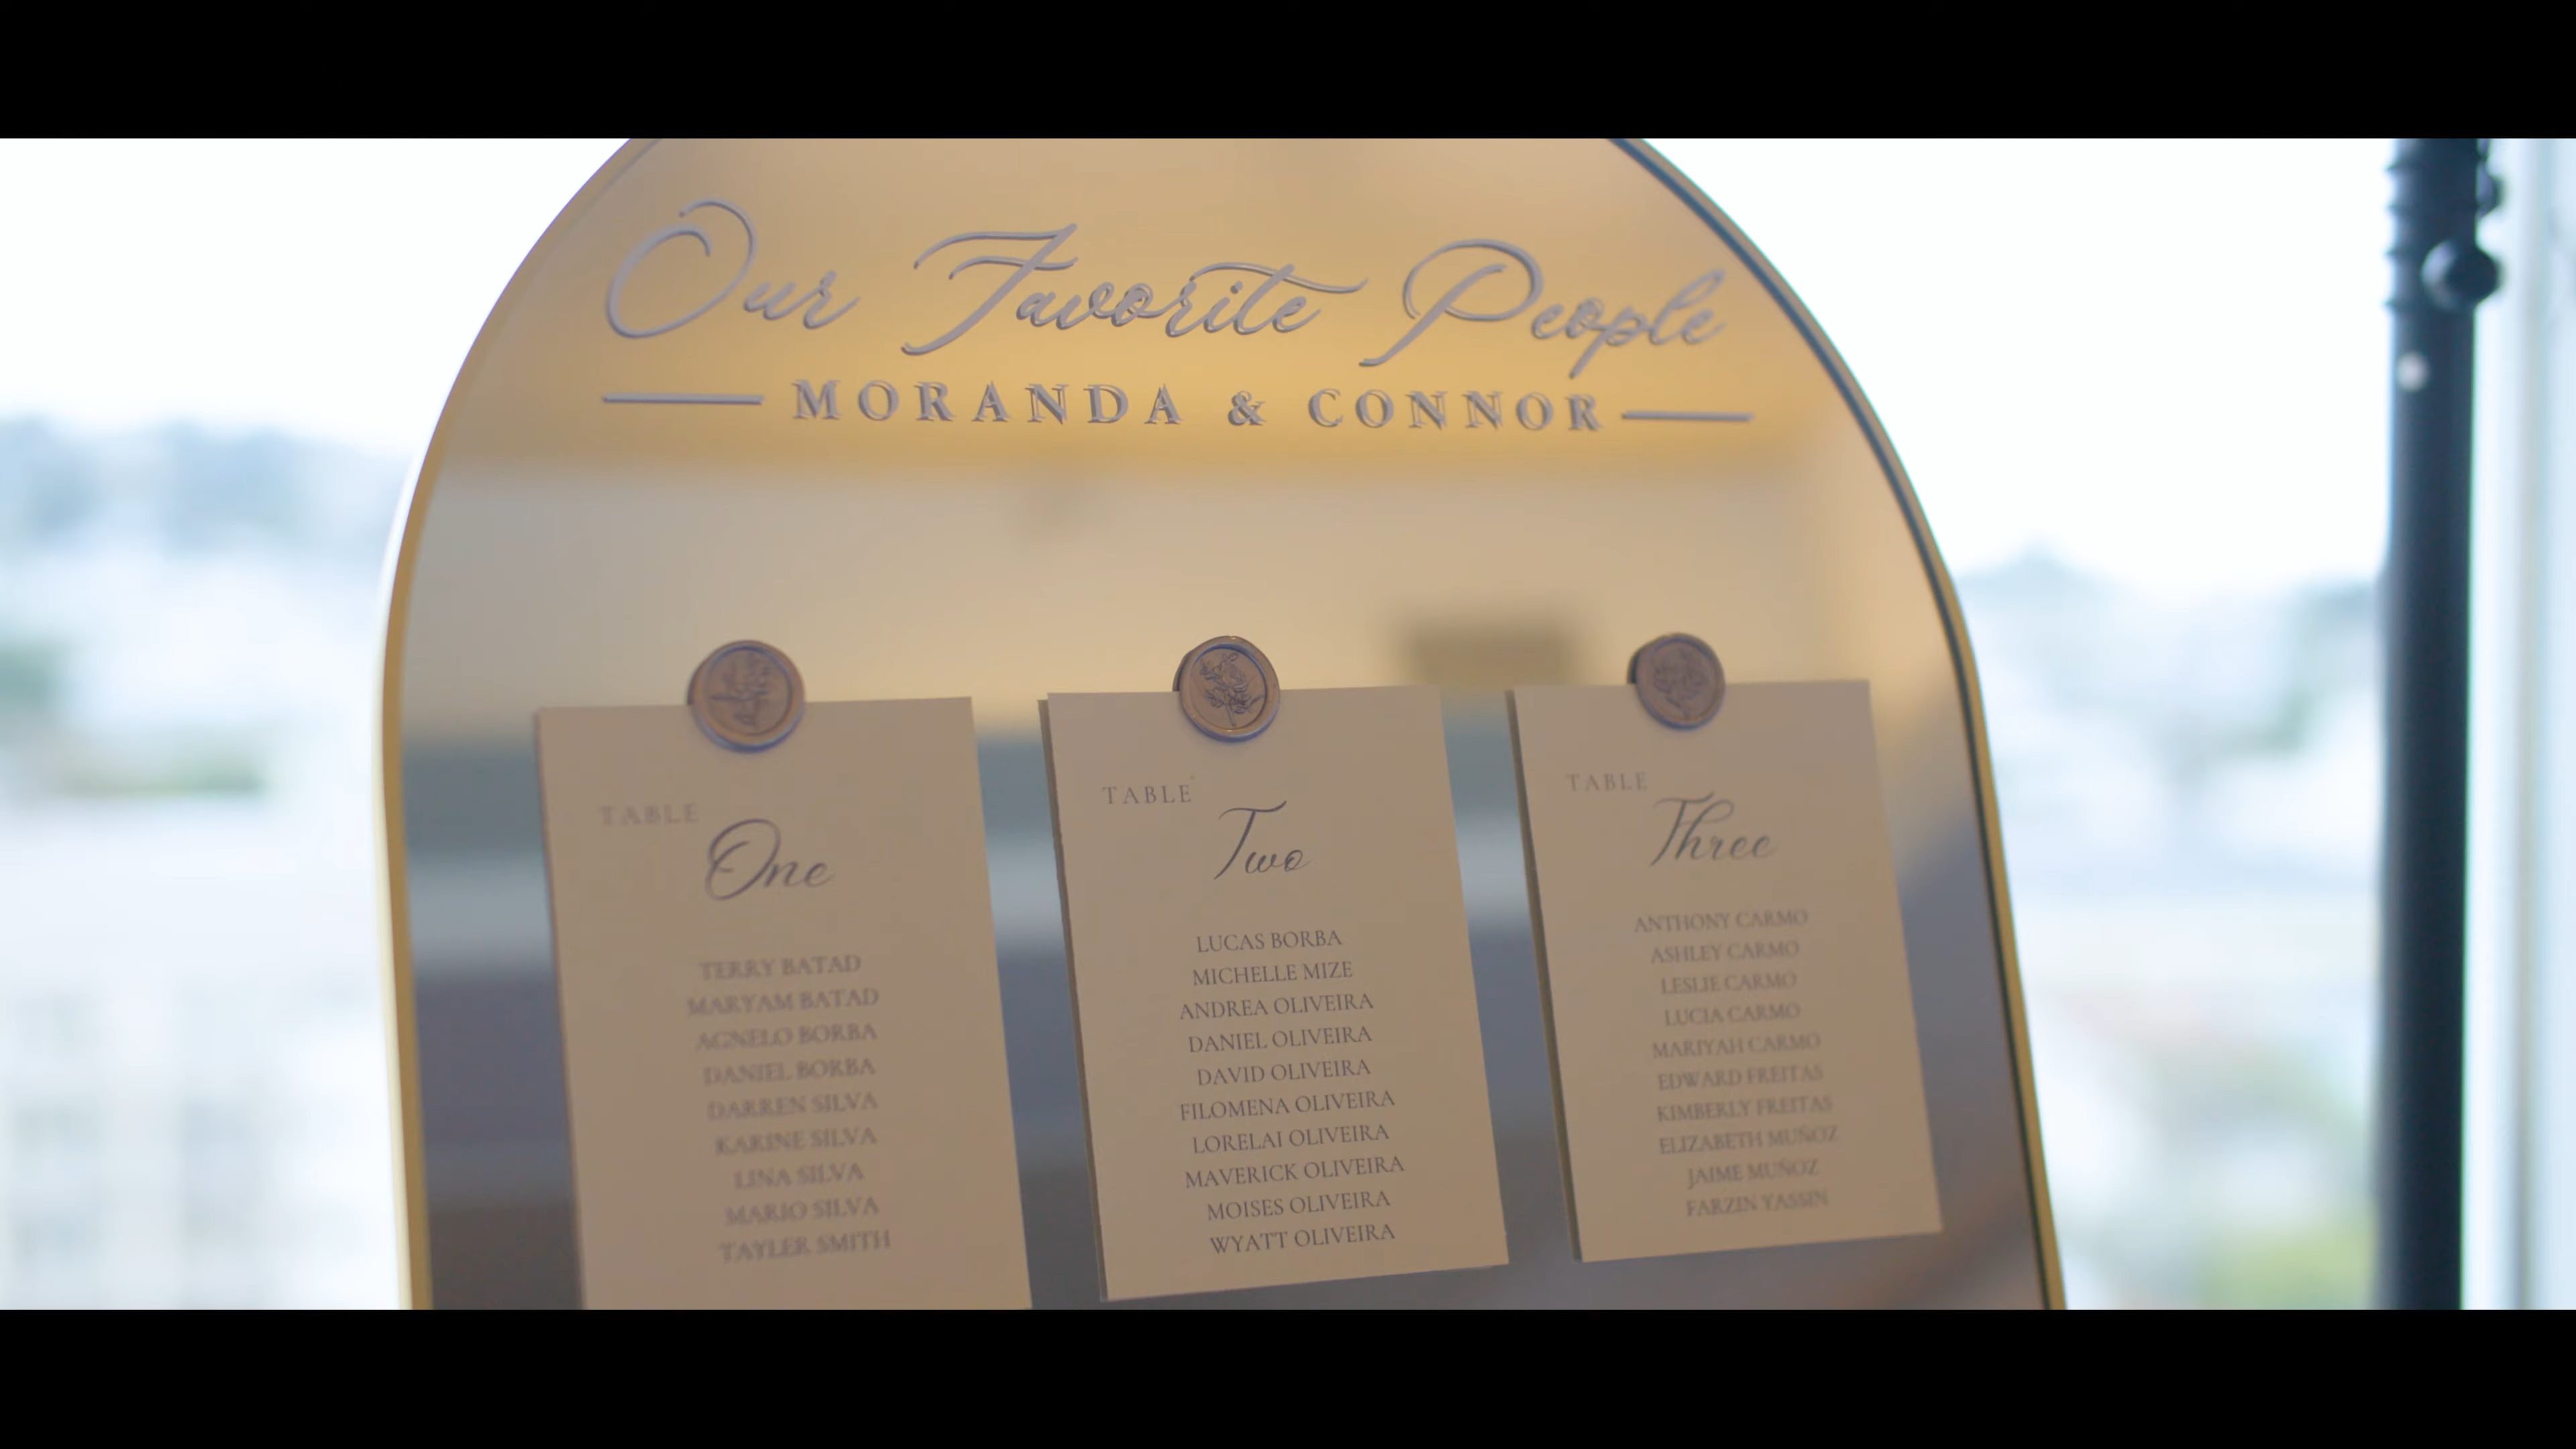 Our Favorite People
MORANDA & CONNOR
TABLE
One
TERRY BATAD
MARYAM BATAD
AGNELO BORBA
DANIEL BORBA
DARREN SILVA
KARINE SILVA
LINA SILVA
MARIO SILVA
TAYLER SMITH
TABLE
Two
LUCAS BORBA
MICHELLE MIZE
ANDREA OLIVEIRA
DANIEL OLIVEIRA
DAVID OLIVEIRA
FILOMENA OLIVEIRA
LORELAI OLIVEIRA
MAVERICK OLIVEIRA
MOISES OLIVEIRA
WYATT OLIVEIRA
TABLE
Three
ANTHONY CARMO
ASHLEY CARMO
LESLIE CARMO
LUCIA CARMO
MARIYAH CARMO
EDWARD FREITAS
KIMBERLY FREITAS
ELIZABETH MUÑOZ
JAIME MUÑOZ
FARZIN YASSIN